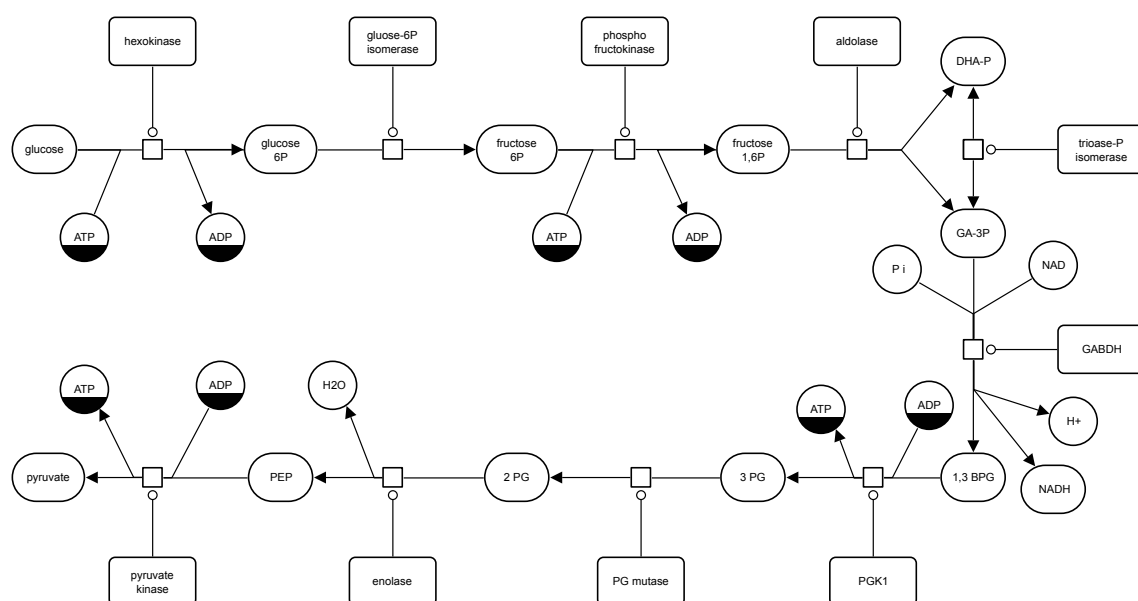 hexokinase
gluose-6P
isomerase
phospho
fructokinase
aldolase
DHA-P
glucose
glucose
6P
fructose
6P
fructose
1,6P
trioase-P
isomerase
ATP
ADP
ATP
ADP
GA-3P
P i
NAD
GABDH
ATP
ADP
H2O
ATP
ADP
H+
pyruvate
PEP
2 PG
3 PG
1,3 BPG
NADH
pyruvate
kinase
enolase
PG mutase
PGK1